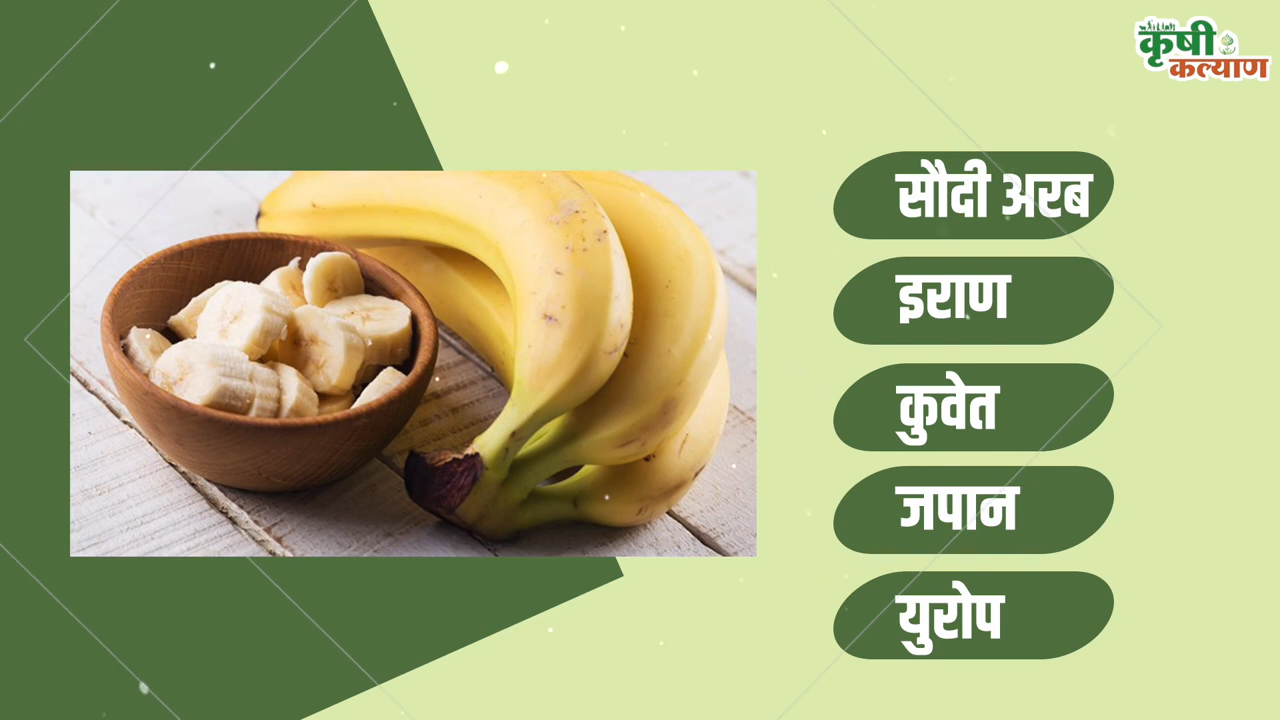 कृषी
कल्याण
सौदी अरब
इराण
कुवेत
जपान
युरोप